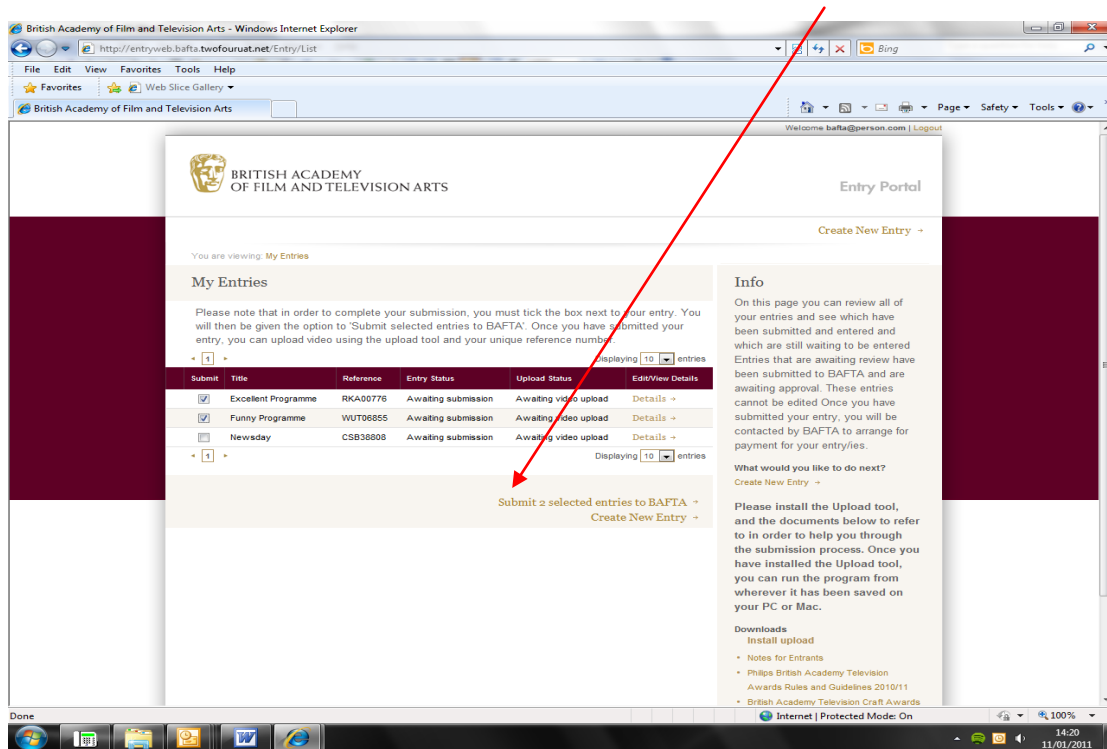 British Academy of Film and Television Arts - Windows Internet Explorer
http://entryweb.bafta.twofouruat.net/Entry/List
Bing
File Edit View Favorites Tools Help
Favorites Web Slice Gallery
British Academy of Film and Television Arts
Page Safety Tools
Welcome bafta@person.com | Logout
BRITISH ACADEMY
OF FILM AND TELEVISION ARTS
Entry Portal
Create New Entry →
You are viewing: My Entries
My Entries
Please note that in order to complete your submission, you must tick the box next to your entry. You
will then be given the option to 'Submit selected entries to BAFTA'. Once you have submitted your
entry, you can upload video using the upload tool and your unique reference number.
1 Displaying 10 entries
Submit Title Reference Entry Status Upload Status Edit/View Details
Excellent Programme RKA00776 Awaiting submission Awaiting video upload Details →
Funny Programme WUT06855 Awaiting submission Awaiting video upload Details →
Newsday CSB38808 Awaiting submission Awaiting video upload Details →
1 Displaying 10 entries
Submit 2 selected entries to BAFTA →
Create New Entry →
Info
On this page you can review all of
your entries and see which have
been submitted and entered and
which are still waiting to be entered
Entries that are awaiting review have
been submitted to BAFTA and are
awaiting approval. These entries
cannot be edited Once you have
submitted your entry, you will be
contacted by BAFTA to arrange for
payment for your entry/ies.
What would you like to do next?
Create New Entry →
Please install the Upload tool,
and the documents below to refer
to in order to help you through
the submission process. Once you
have installed the Upload tool,
you can run the program from
wherever it has been saved on
your PC or Mac.
Downloads
Install upload
• Notes for Entrants
• Philips British Academy Television
Awards Rules and Guidelines 2010/11
• British Academy Television Craft Awards
Done
Internet | Protected Mode: On
100%
14:20
11/01/2011